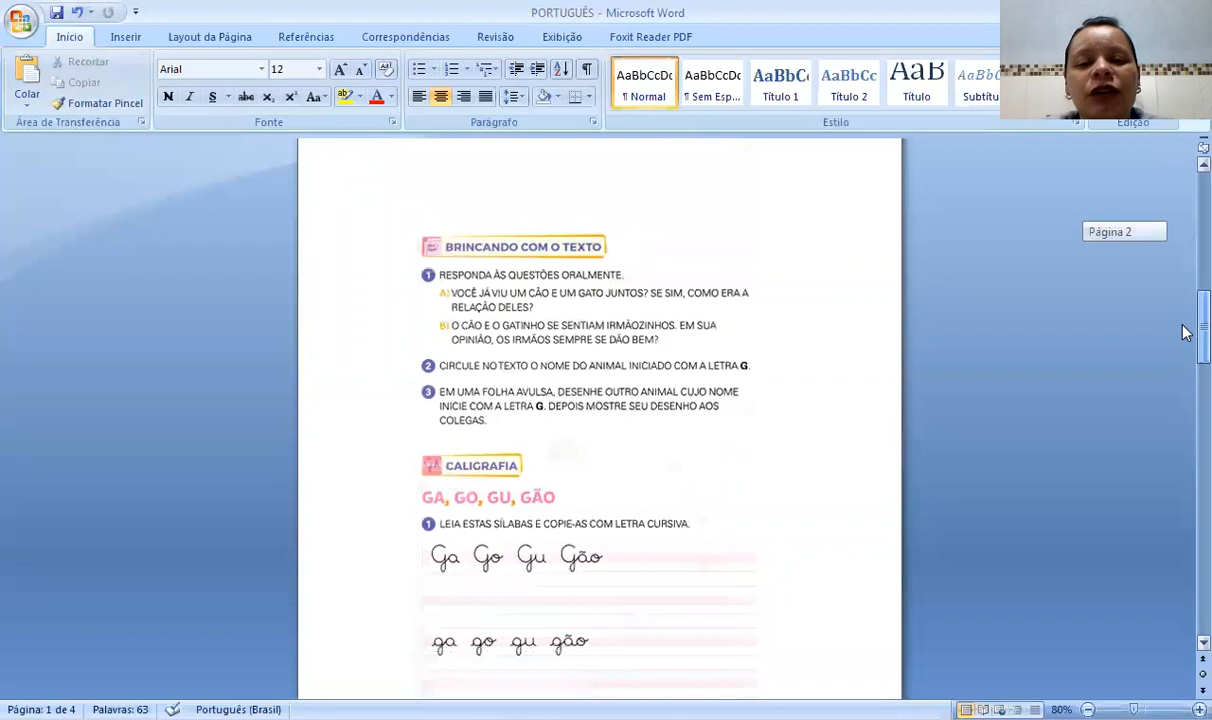 PORTUGUÊS - Microsoft Word
Início Inserir Layout da Página Referências Correspondências Revisão Exibição Foxit Reader PDF
Colar
Recortar
Copiar
Formatar Pincel
Área de Transferência
Arial 12
N I S abc x₂ x² Aa
Fonte
Parágrafo
AaBbCcDc AaBbCcDc AaBbC AaBbCc AaB AaBbCc
¶ Normal ¶ Sem Esp... Título 1 Título 2 Título Subtítu
Estilo
Edição
Página 2
BRINCANDO COM O TEXTO
1 RESPONDA ÀS QUESTÕES ORALMENTE.
A) VOCÊ JÁ VIU UM CÃO E UM GATO JUNTOS? SE SIM, COMO ERA A
RELAÇÃO DELES?
B) O CÃO E O GATINHO SE SENTIAM IRMÃOZINHOS. EM SUA
OPINIÃO, OS IRMÃOS SEMPRE SE DÃO BEM?
2 CIRCULE NO TEXTO O NOME DO ANIMAL INICIADO COM A LETRA G.
3 EM UMA FOLHA AVULSA, DESENHE OUTRO ANIMAL CUJO NOME
INICIE COM A LETRA G. DEPOIS MOSTRE SEU DESENHO AOS
COLEGAS.
CALIGRAFIA
GA, GO, GU, GÃO
1 LEIA ESTAS SÍLABAS E COPIE-AS COM LETRA CURSIVA.
Ga Go Gu Gão
ga go gu gão
Página: 1 de 4 Palavras: 63 Português (Brasil) 80%